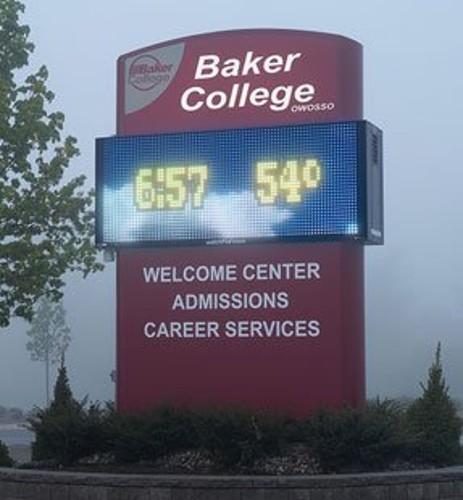 Baker
College
Baker
College
OWOSSO
6:57 54°
WELCOME CENTER
ADMISSIONS
CAREER SERVICES